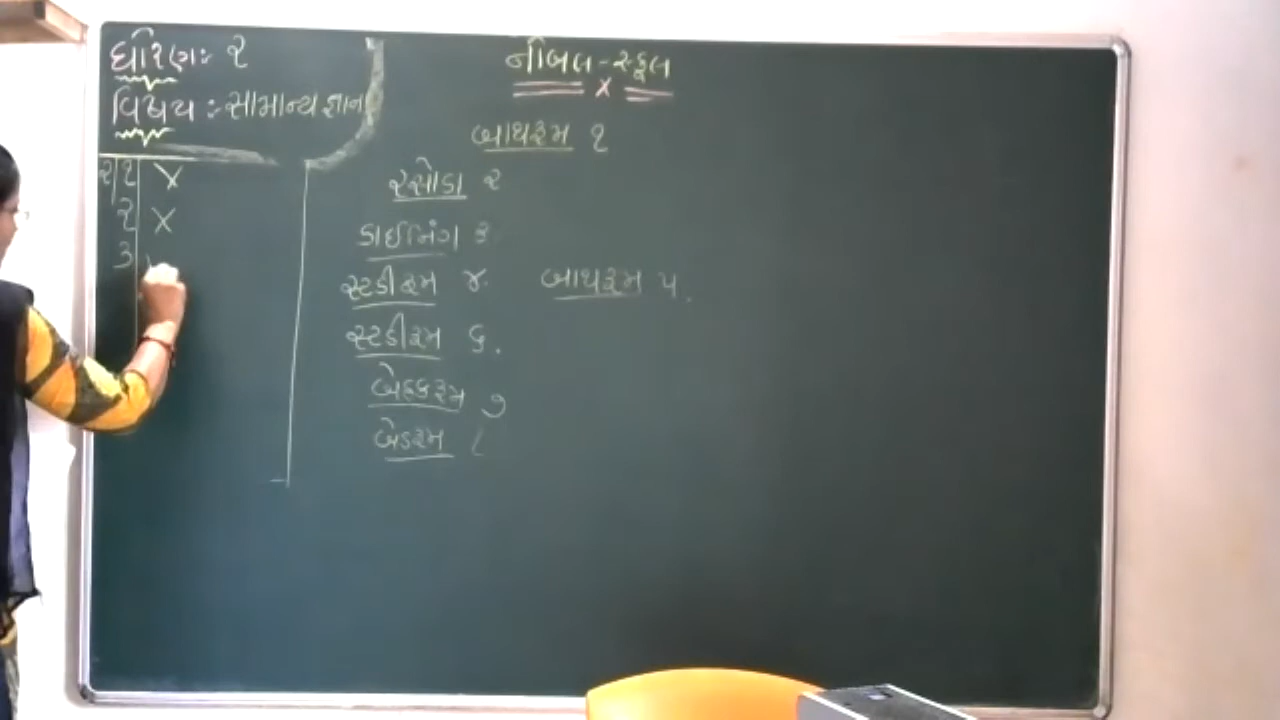 ધોરણઃ ૨
વિષય :- સામાન્ય જ્ઞાન
નોબલ - સ્કૂલ
x
બાથરૂમ ૧
રસોડા ૨
ડાઈનિંગ ૩
સ્ટડીરૂમ ૪. બાથરૂમ ૫.
સ્ટડીરૂમ ૬.
૭
બેડરૂમ ૮
૨/ ૧ X
૨ X
૩